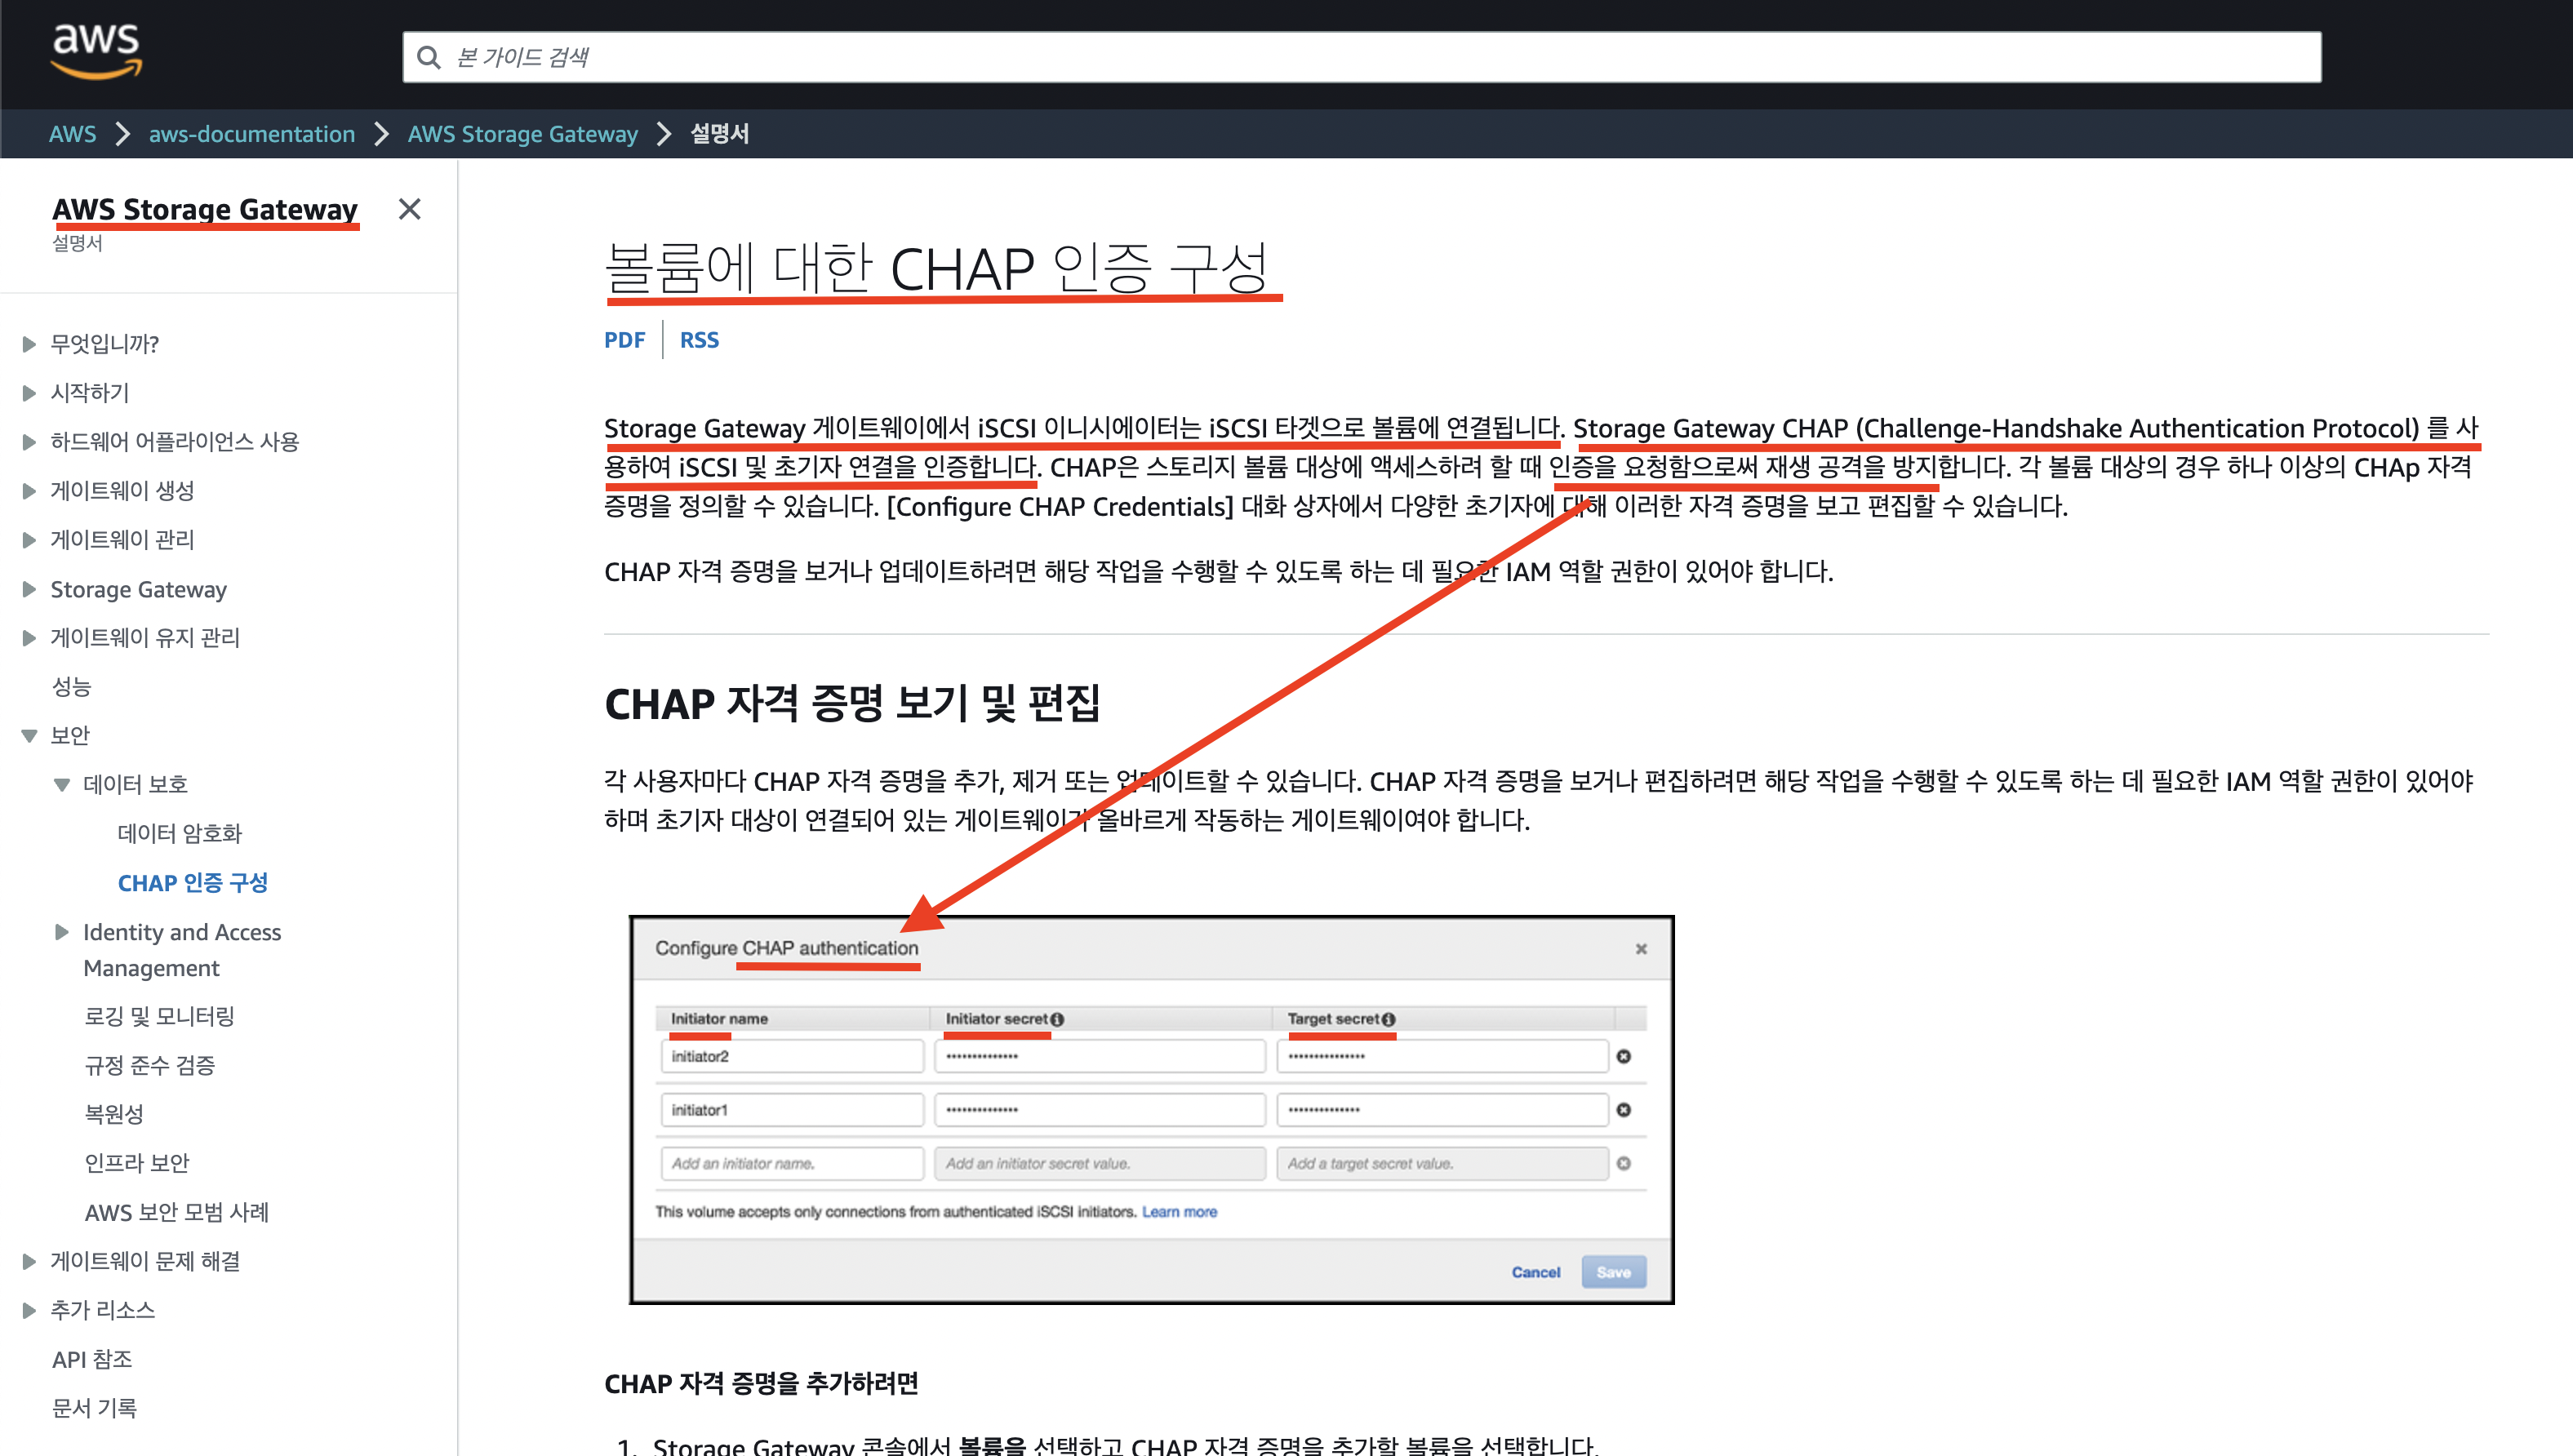 aws
본 가이드 검색
AWS > aws-documentation > AWS Storage Gateway > 설명서
AWS Storage Gateway
설명서
무엇입니까?
시작하기
하드웨어 어플라이언스 사용
게이트웨이 생성
게이트웨이 관리
Storage Gateway
게이트웨이 유지 관리
성능
보안
데이터 보호
데이터 암호화
CHAP 인증 구성
Identity and Access
Management
로깅 및 모니터링
규정 준수 검증
복원성
인프라 보안
AWS 보안 모범 사례
게이트웨이 문제 해결
추가 리소스
API 참조
문서 기록
볼륨에 대한 CHAP 인증 구성
PDF RSS
Storage Gateway 게이트웨이에서 iSCSI 이니시에이터는 iSCSI 타겟으로 볼륨에 연결됩니다. Storage Gateway CHAP (Challenge-Handshake Authentication Protocol) 를 사
용하여 iSCSI 및 초기자 연결을 인증합니다. CHAP은 스토리지 볼륨 대상에 액세스하려 할 때 인증을 요청함으로써 재생 공격을 방지합니다. 각 볼륨 대상의 경우 하나 이상의 CHAp 자격
증명을 정의할 수 있습니다. [Configure CHAP Credentials] 대화 상자에서 다양한 초기자에 대해 이러한 자격 증명을 보고 편집할 수 있습니다.
CHAP 자격 증명을 보거나 업데이트하려면 해당 작업을 수행할 수 있도록 하는 데 필요한 IAM 역할 권한이 있어야 합니다.
CHAP 자격 증명 보기 및 편집
각 사용자마다 CHAP 자격 증명을 추가, 제거 또는 업데이트할 수 있습니다. CHAP 자격 증명을 보거나 편집하려면 해당 작업을 수행할 수 있도록 하는 데 필요한 IAM 역할 권한이 있어야
하며 초기자 대상이 연결되어 있는 게이트웨이가 올바르게 작동하는 게이트웨이여야 합니다.
Configure CHAP authentication
Initiator name Initiator secret Target secret
initiator2
initiator1
Add an initiator name. Add an initiator secret value. Add a target secret value.
This volume accepts only connections from authenticated iSCSI initiators. Learn more
Cancel Save
CHAP 자격 증명을 추가하려면
1. Storage Gateway 콘솔에서 볼륨을 선택하고 CHAP 자격 증명을 추가할 볼륨을 선택합니다.